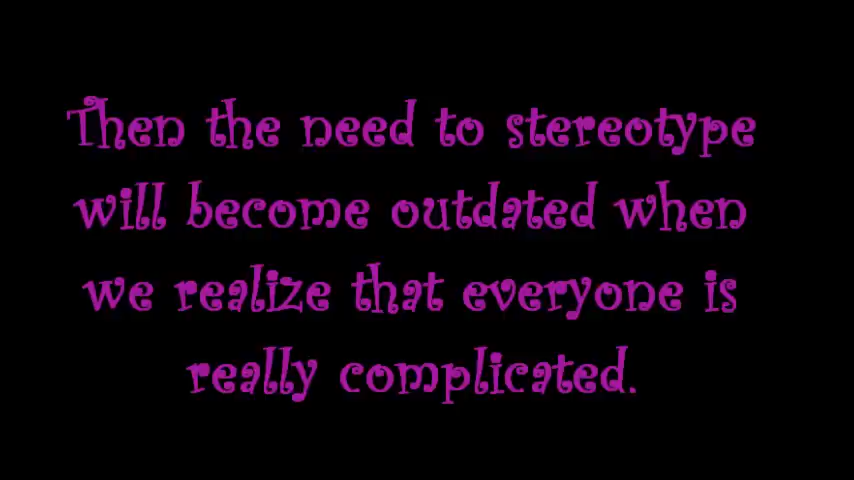 Then the need to stereotype
will become outdated when
we realize that everyone is
really complicated.